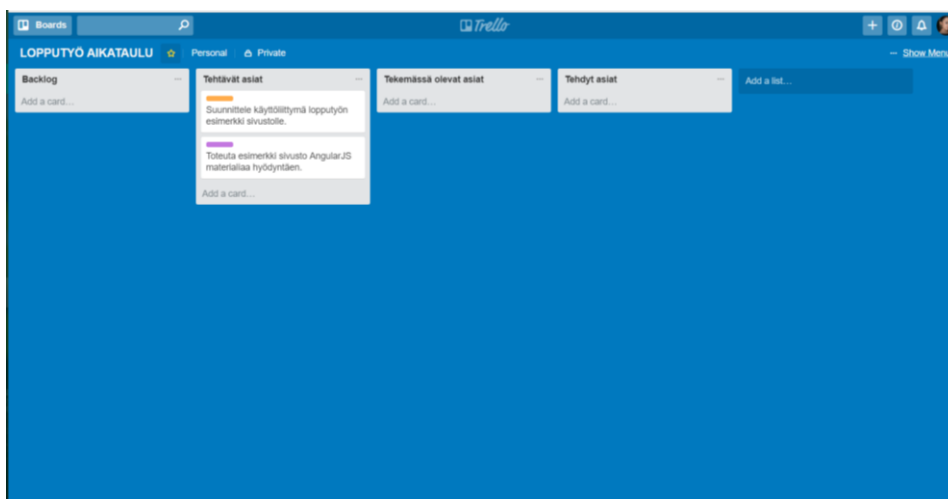 Boards
Trello
LOPPUTYÖ AIKATAULU
Personal
Private
Show Menu
Backlog
Add a card...
Tehtävät asiat
Suunnittele käyttöliittymä lopputyön
esimerkki sivustolle.
Toteuta esimerkki sivusto AngularJS
materialiaa hyödyntäen.
Add a card...
Tekemässä olevat asiat
Add a card...
Tehdyt asiat
Add a card...
Add a list...